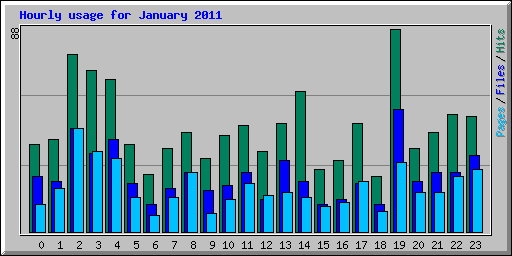 Hourly usage for January 2011
88
Pages / Files / Hits
0 1 2 3 4 5 6 7 8 9 10 11 12 13 14 15 16 17 18 19 20 21 22 23